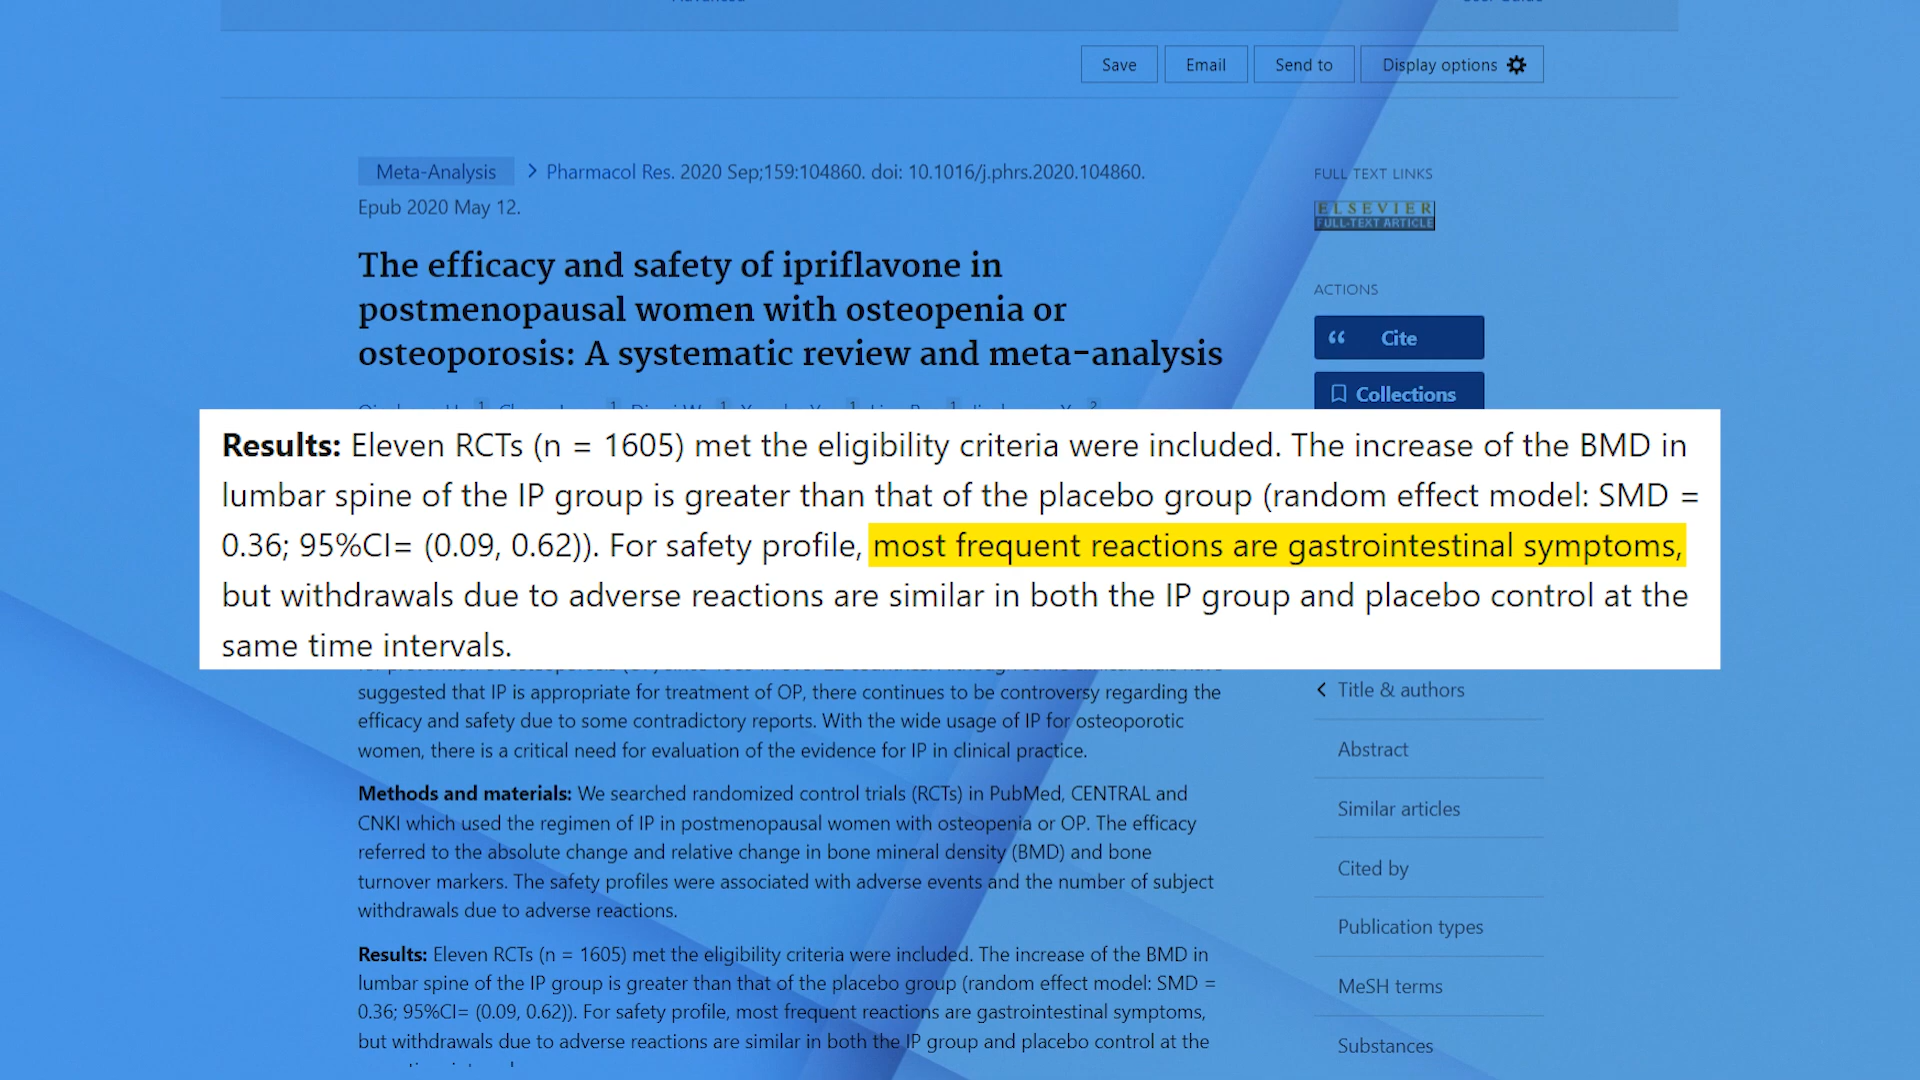 Save Email Send to Display options
Meta-Analysis > Pharmacol Res. 2020 Sep;159:104860. doi: 10.1016/j.phrs.2020.104860.
Epub 2020 May 12.
The efficacy and safety of ipriflavone in
postmenopausal women with osteopenia or
osteoporosis: A systematic review and meta-analysis
FULL TEXT LINKS
ELSEVIER
FULL-TEXT ARTICLE
ACTIONS
Cite
Collections
Results: Eleven RCTs (n = 1605) met the eligibility criteria were included. The increase of the BMD in
lumbar spine of the IP group is greater than that of the placebo group (random effect model: SMD =
0.36; 95%CI= (0.09, 0.62)). For safety profile, most frequent reactions are gastrointestinal symptoms,
but withdrawals due to adverse reactions are similar in both the IP group and placebo control at the
same time intervals.
suggested that IP is appropriate for treatment of OP, there continues to be controversy regarding the
efficacy and safety due to some contradictory reports. With the wide usage of IP for osteoporotic
women, there is a critical need for evaluation of the evidence for IP in clinical practice.
Methods and materials: We searched randomized control trials (RCTs) in PubMed, CENTRAL and
CNKI which used the regimen of IP in postmenopausal women with osteopenia or OP. The efficacy
referred to the absolute change and relative change in bone mineral density (BMD) and bone
turnover markers. The safety profiles were associated with adverse events and the number of subject
withdrawals due to adverse reactions.
Results: Eleven RCTs (n = 1605) met the eligibility criteria were included. The increase of the BMD in
lumbar spine of the IP group is greater than that of the placebo group (random effect model: SMD =
0.36; 95%CI= (0.09, 0.62)). For safety profile, most frequent reactions are gastrointestinal symptoms,
but withdrawals due to adverse reactions are similar in both the IP group and placebo control at the
Title & authors
Abstract
Similar articles
Cited by
Publication types
MeSH terms
Substances